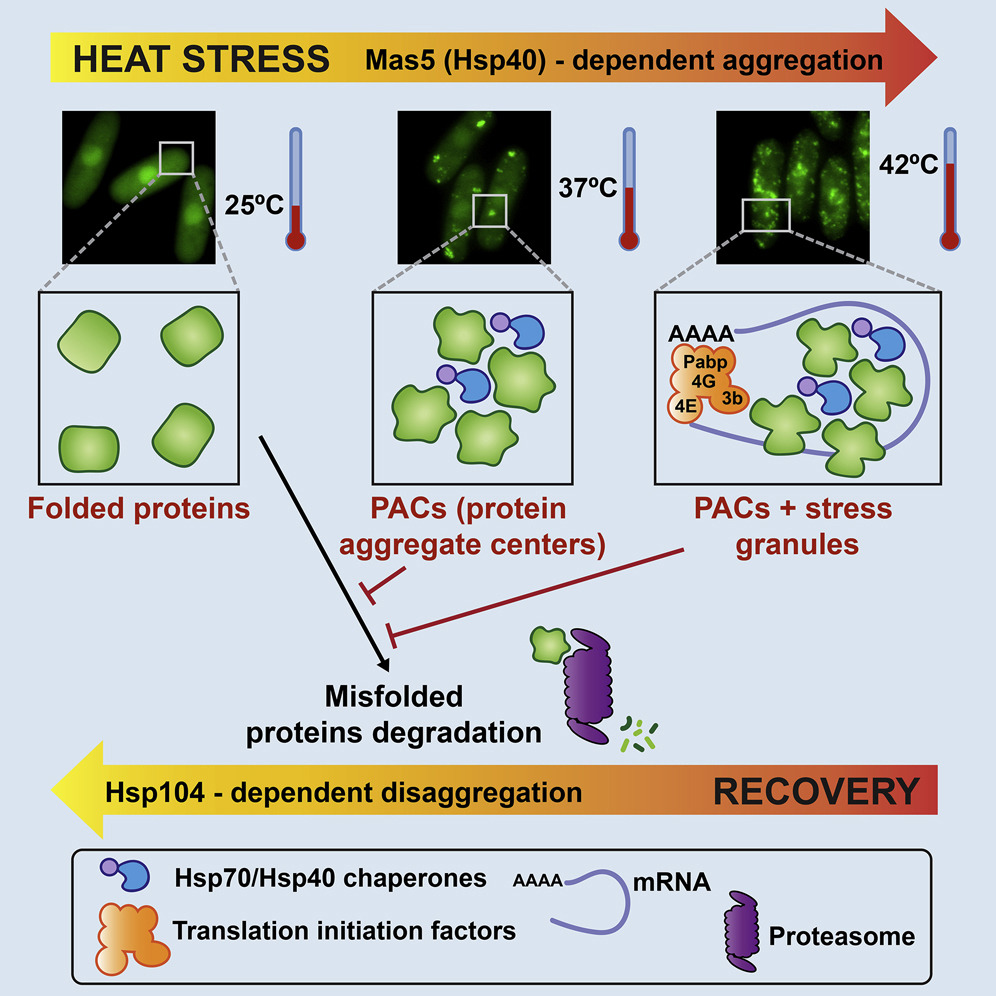 HEAT STRESS Mas5 (Hsp40) - dependent aggregation
25ºC
37ºC
42ºC
AAAA
Pabp
4G
4E
3b
Folded proteins
PACs (protein
aggregate centers)
PACs + stress
granules
Misfolded
proteins degradation
Hsp104 - dependent disaggregation RECOVERY
Hsp70/Hsp40 chaperones
AAAA
mRNA
Translation initiation factors
Proteasome